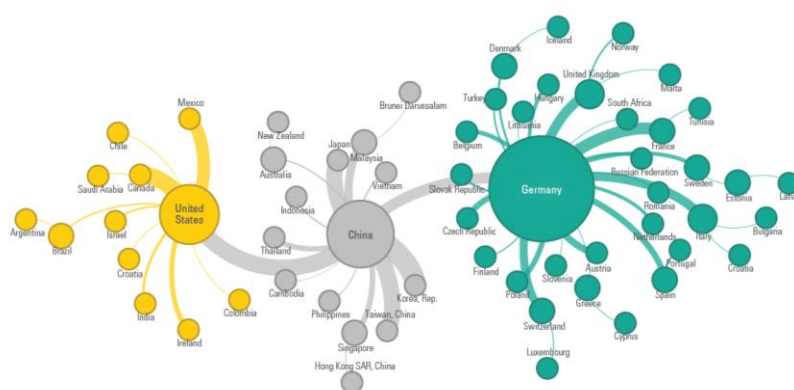 Mexico
Chile
Saudi Arabia
Canada
United
States
Argentina
Brazil
Israel
Croatia
India
Ireland
Colombia
Brunei Darussalam
New Zealand
Japan
Malaysia
Australia
Vietnam
Indonesia
China
Thailand
Cambodia
Philippines
Korea, Rep.
Taiwan, China
Singapore
Hong Kong SAR, China
Iceland
Denmark
Norway
United Kingdom
Malta
Turkey
Hungary
South Africa
Tunisia
Lithuania
Belgium
France
Russian Federation
Slovak Republic
Germany
Sweden
Estonia
Latv
Romania
Czech Republic
Netherlands
Italy
Bulgaria
Finland
Austria
Portugal
Croatia
Slovenia
Poland
Spain
Greece
Switzerland
Cyprus
Luxembourg